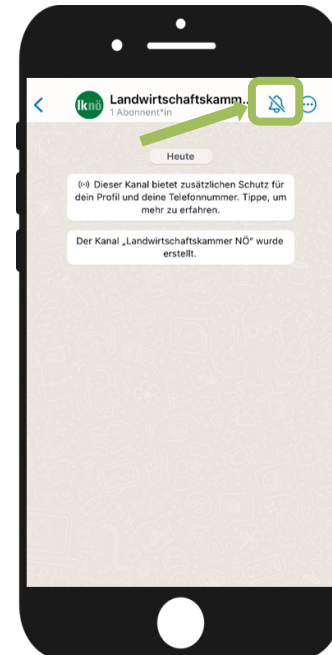 lknö
Landwirtschaftskamm...
1 Abonnent*in
Heute
Dieser Kanal bietet zusätzlichen Schutz für
dein Profil und deine Telefonnummer. Tippe, um
mehr zu erfahren.
Der Kanal „Landwirtschaftskammer NÖ" wurde
erstellt.